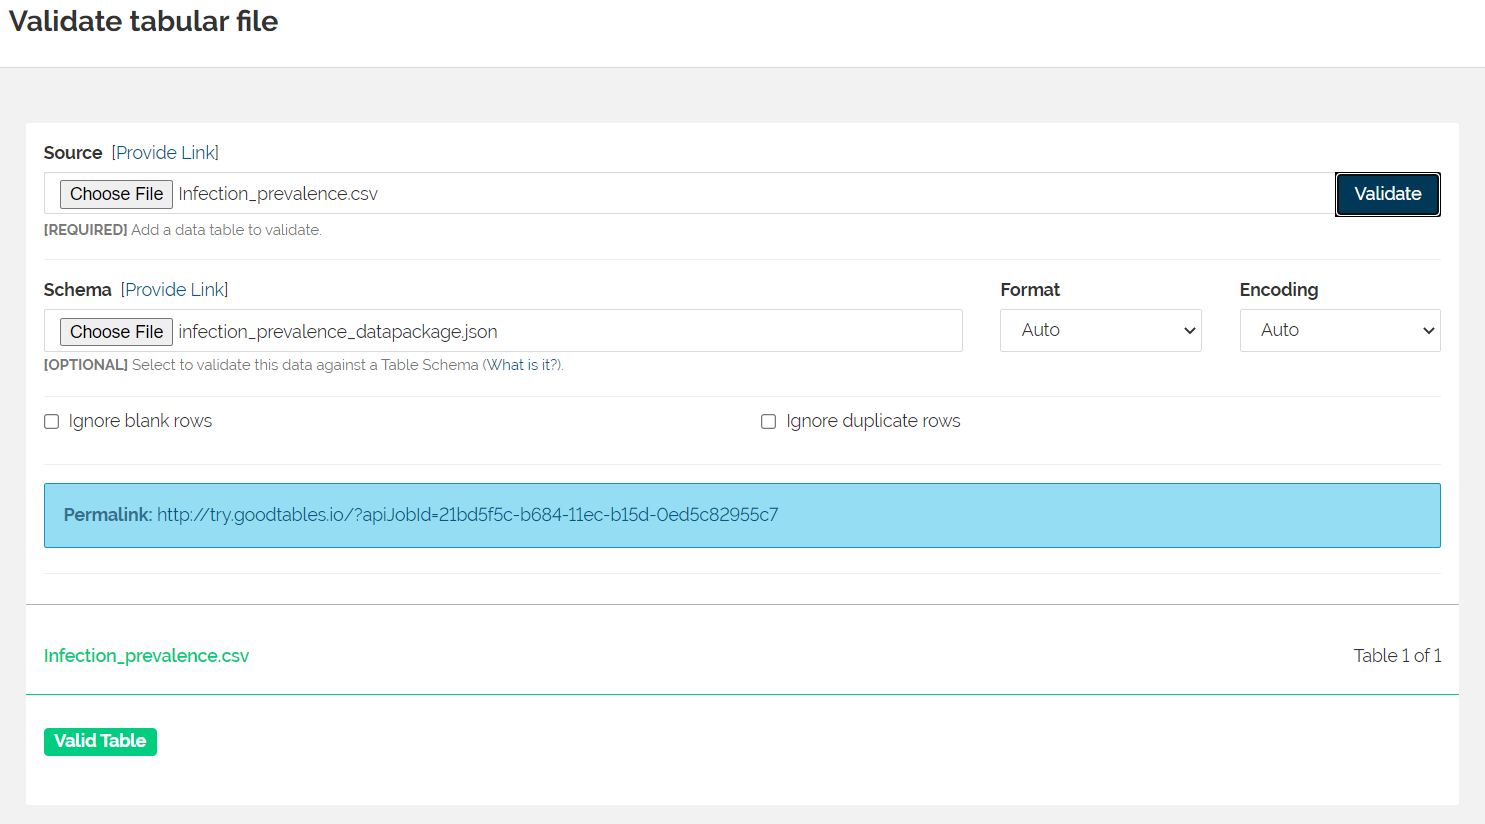 Validate tabular file
Source [Provide Link]
Choose File Infection_prevalence.csv Validate
[REQUIRED] Add a data table to validate.
Schema [Provide Link] Format Encoding
Choose File infection_prevalence_datapackage.json Auto Auto
[OPTIONAL] Select to validate this data against a Table Schema (What is it?).
Ignore blank rows Ignore duplicate rows
Permalink: http://try.goodtables.io/?apiJobId=21bd5f5c-b684-11ec-b15d-0ed5c82955c7
Infection_prevalence.csv Table 1 of 1
Valid Table